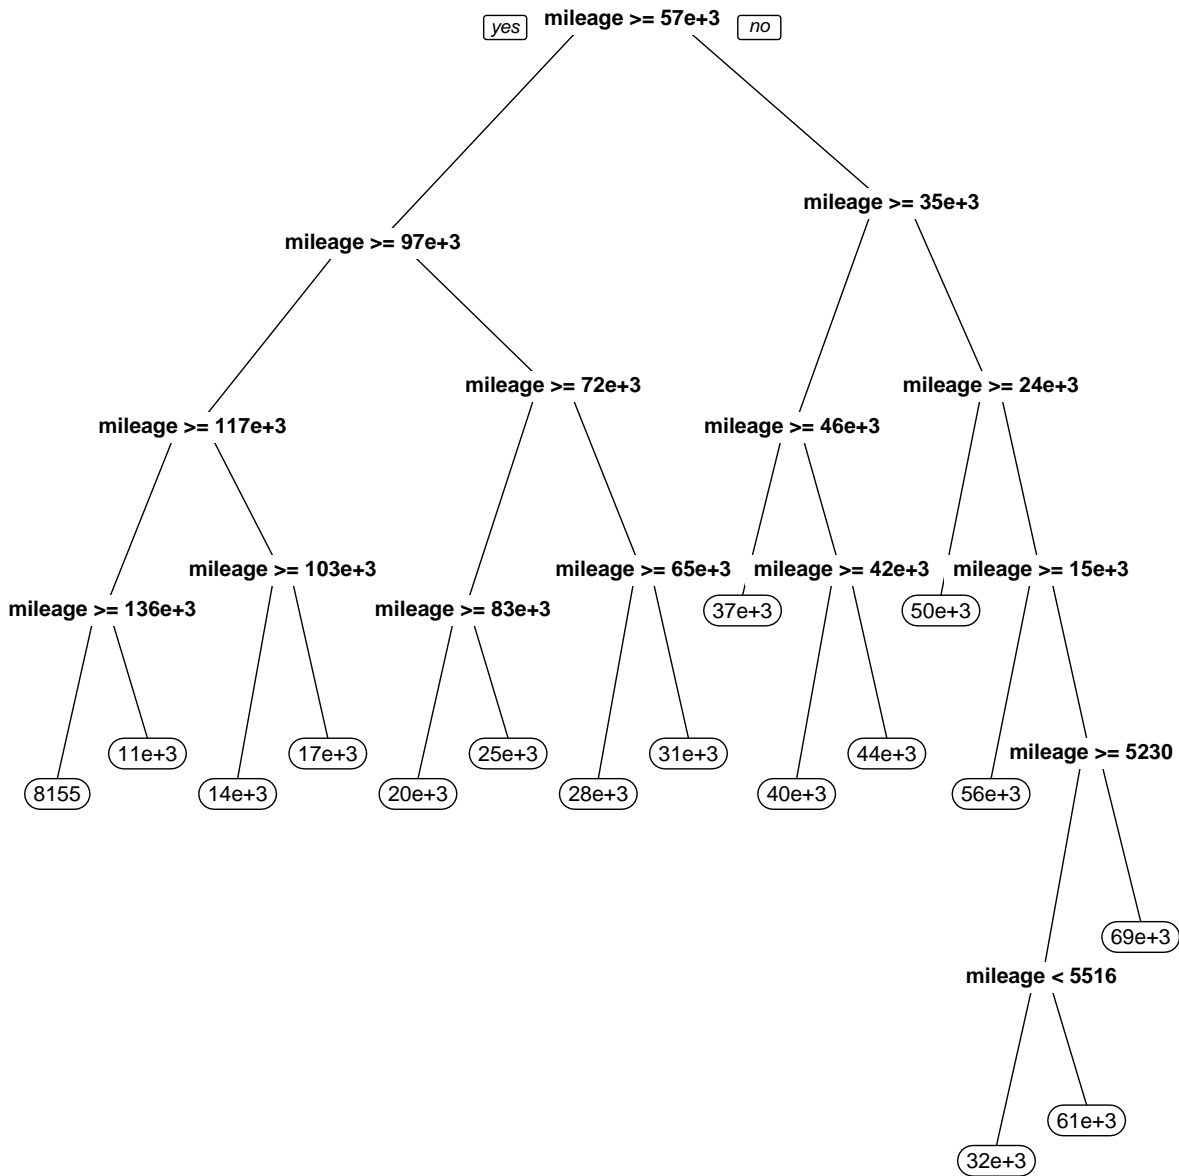 yes
mileage >= 57e+3
no
mileage >= 35e+3
mileage >= 97e+3
mileage >= 72e+3
mileage >= 24e+3
mileage >= 117e+3
mileage >= 46e+3
mileage >= 103e+3
mileage >= 65e+3
mileage >= 42e+3
mileage >= 15e+3
mileage >= 136e+3
mileage >= 83e+3
37e+3
50e+3
11e+3
17e+3
25e+3
31e+3
44e+3
mileage >= 5230
8155
14e+3
20e+3
28e+3
40e+3
56e+3
69e+3
mileage < 5516
61e+3
32e+3